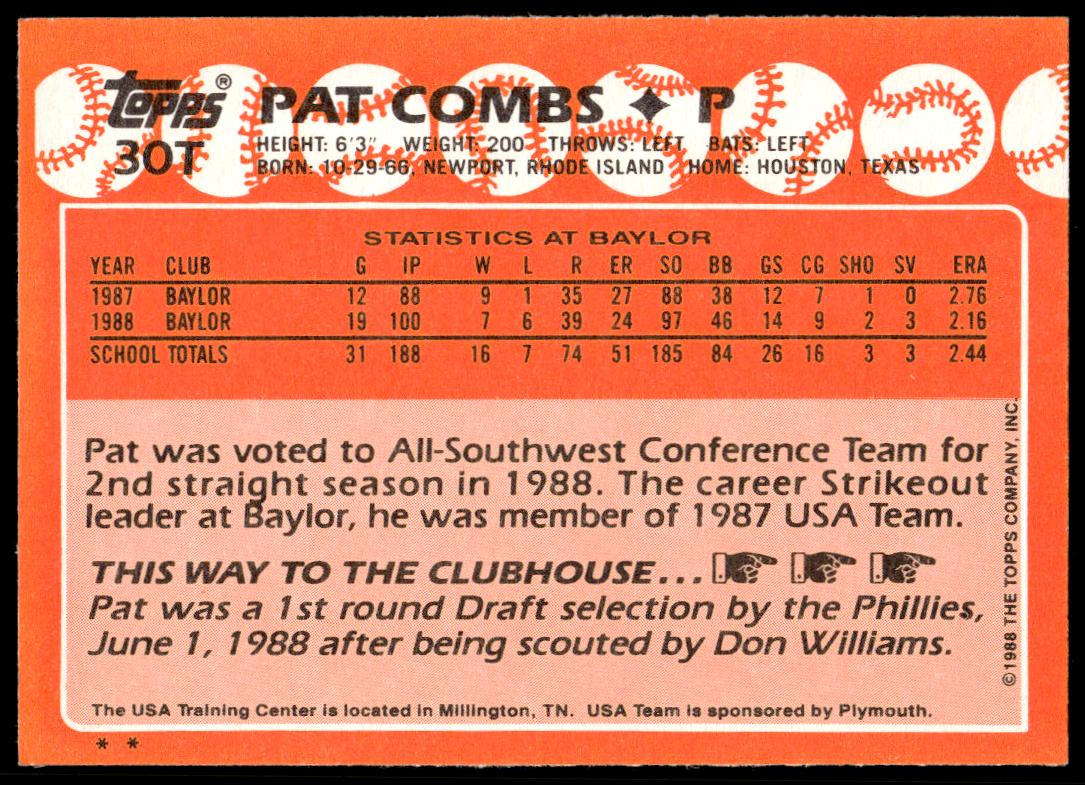 topps® PAT COMBS ✦ P
30T
HEIGHT: 6'3" WEIGHT: 200 THROWS: LEFT BATS: LEFT
BORN: 10-29-66, NEWPORT, RHODE ISLAND HOME: HOUSTON, TEXAS
STATISTICS AT BAYLOR
YEAR CLUB G IP W L R ER SO BB GS CG SHO SV ERA
1987 BAYLOR 12 88 9 1 35 27 88 38 12 7 1 0 2.76
1988 BAYLOR 19 100 7 6 39 24 97 46 14 9 2 3 2.16
SCHOOL TOTALS 31 188 16 7 74 51 185 84 26 16 3 3 2.44
Pat was voted to All-Southwest Conference Team for
2nd straight season in 1988. The career Strikeout
leader at Baylor, he was member of 1987 USA Team.
THIS WAY TO THE CLUBHOUSE...
Pat was a 1st round Draft selection by the Phillies,
June 1, 1988 after being scouted by Don Williams.
The USA Training Center is located in Millington, TN. USA Team is sponsored by Plymouth.
©1988 THE TOPPS COMPANY, INC.
* *